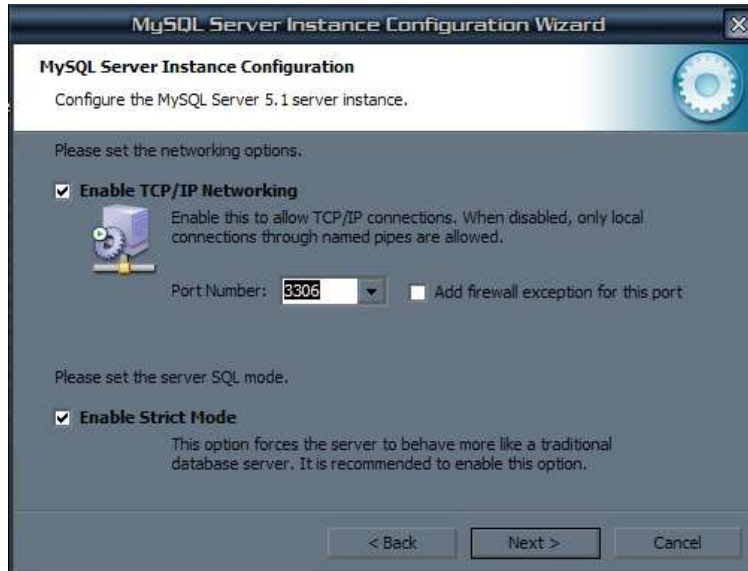 MySQL Server Instance Configuration Wizard
MySQL Server Instance Configuration
Configure the MySQL Server 5.1 server instance.
Please set the networking options.
Enable TCP/IP Networking
Enable this to allow TCP/IP connections. When disabled, only local
connections through named pipes are allowed.
Port Number: 3306 Add firewall exception for this port
Please set the server SQL mode.
Enable Strict Mode
This option forces the server to behave more like a traditional
database server. It is recommended to enable this option.
< Back Next > Cancel